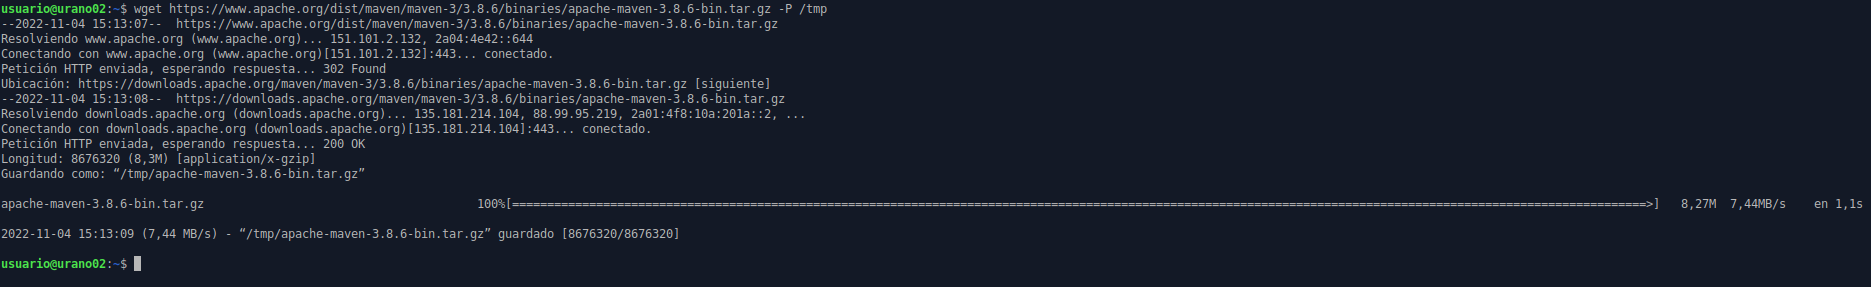 usuario@urano02:~$ wget https://www.apache.org/dist/maven/maven-3/3.8.6/binaries/apache-maven-3.8.6-bin.tar.gz -P /tmp
--2022-11-04 15:13:07--  https://www.apache.org/dist/maven/maven-3/3.8.6/binaries/apache-maven-3.8.6-bin.tar.gz
Resolviendo www.apache.org (www.apache.org)... 151.101.2.132, 2a04:4e42::644
Conectando con www.apache.org (www.apache.org)[151.101.2.132]:443... conectado.
Petición HTTP enviada, esperando respuesta... 302 Found
Ubicación: https://downloads.apache.org/maven/maven-3/3.8.6/binaries/apache-maven-3.8.6-bin.tar.gz [siguiente]
--2022-11-04 15:13:08--  https://downloads.apache.org/maven/maven-3/3.8.6/binaries/apache-maven-3.8.6-bin.tar.gz
Resolviendo downloads.apache.org (downloads.apache.org)... 135.181.214.104, 88.99.95.219, 2a01:4f8:10a:201a::2, ...
Conectando con downloads.apache.org (downloads.apache.org)[135.181.214.104]:443... conectado.
Petición HTTP enviada, esperando respuesta... 200 OK
Longitud: 8676320 (8,3M) [application/x-gzip]
Guardando como: “/tmp/apache-maven-3.8.6-bin.tar.gz”
apache-maven-3.8.6-bin.tar.gz 100%[==================================================================================================================================================================>] 8,27M 7,44MB/s en 1,1s
2022-11-04 15:13:09 (7,44 MB/s) - “/tmp/apache-maven-3.8.6-bin.tar.gz” guardado [8676320/8676320]
usuario@urano02:~$